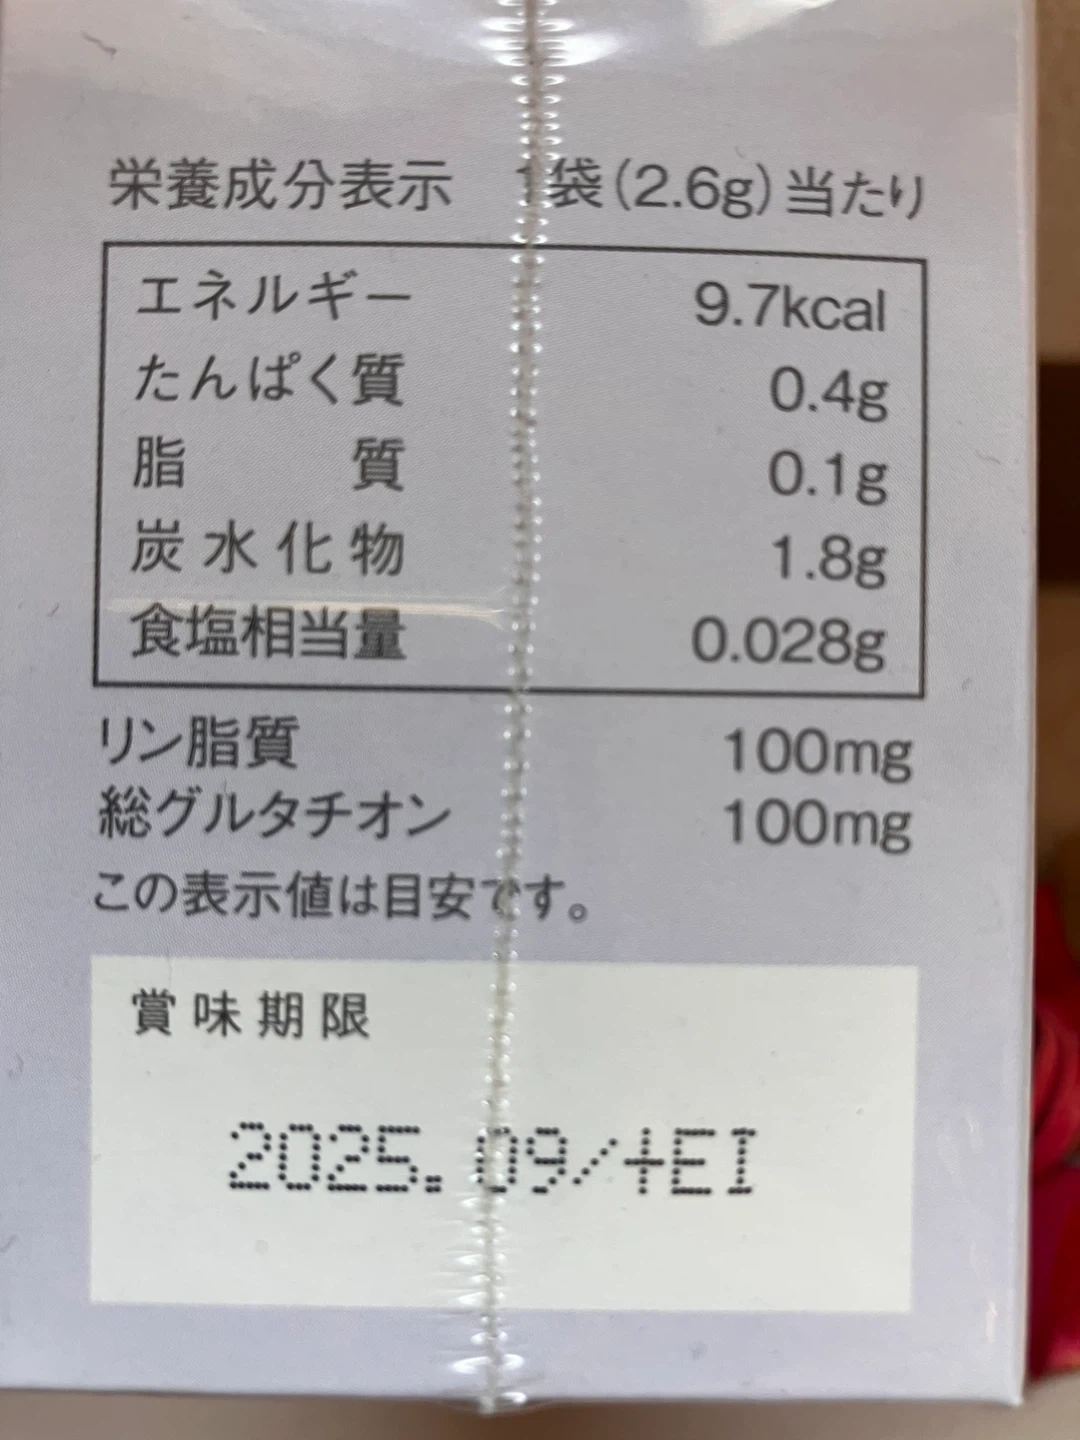 栄養成分表示　1袋(2.6g)当たり
エネルギー 9.7kcal
たんぱく質 0.4g
脂質 0.1g
炭水化物 1.8g
食塩相当量 0.028g
リン脂質 100mg
総グルタチオン 100mg
この表示値は目安です。
賞味期限
2025.09/+EI